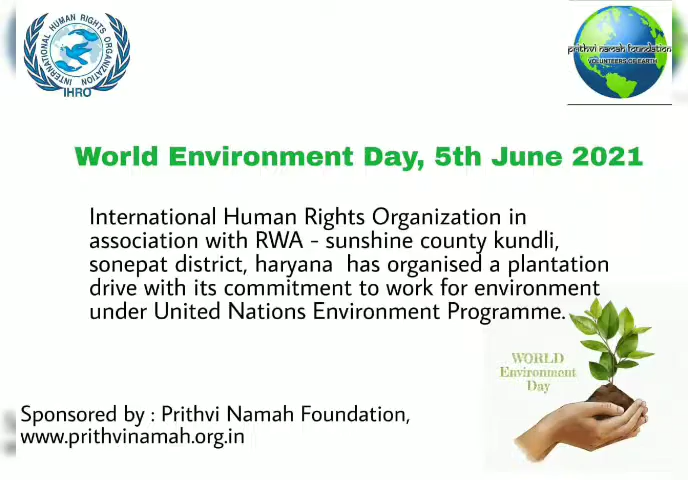 INTERNATIONAL HUMAN RIGHTS ORGANIZATION
IHRO
prithvi namah foundation
VOLUNTEERS OF EARTH
World Environment Day, 5th June 2021
International Human Rights Organization in
association with RWA - sunshine county kundli,
sonepat district, haryana has organised a plantation
drive with its commitment to work for environment
under United Nations Environment Programme.
WORLD
Environment
Day
Sponsored by : Prithvi Namah Foundation,
www.prithvinamah.org.in